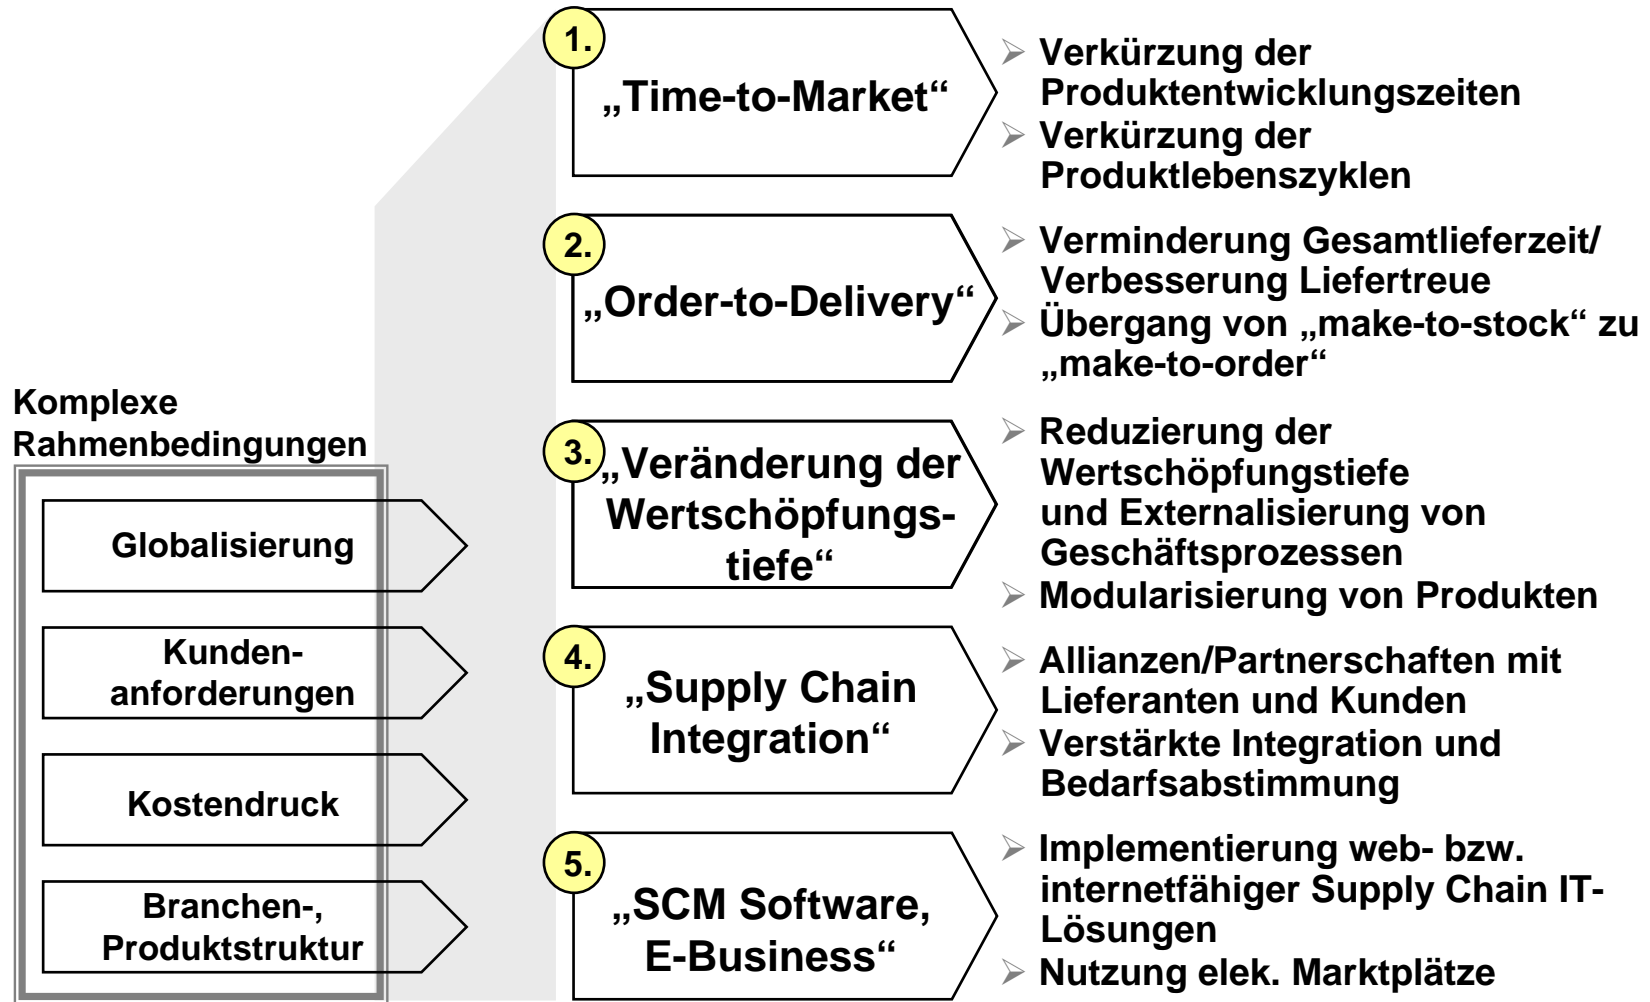 Komplexe
Rahmenbedingungen
Globalisierung
Kunden-
anforderungen
Kostendruck
Branchen-,
Produktstruktur
1.
„Time-to-Market“
➢ Verkürzung der
Produktentwicklungszeiten
➢ Verkürzung der
Produktlebenszyklen
2.
„Order-to-Delivery“
➢ Verminderung Gesamtlieferzeit/
Verbesserung Liefertreue
➢ Übergang von „make-to-stock“ zu
„make-to-order“
3.
„Veränderung der
Wertschöpfungs-
tiefe“
➢ Reduzierung der
Wertschöpfungstiefe
und Externalisierung von
Geschäftsprozessen
➢ Modularisierung von Produkten
4.
„Supply Chain
Integration“
➢ Allianzen/Partnerschaften mit
Lieferanten und Kunden
➢ Verstärkte Integration und
Bedarfsabstimmung
5.
„SCM Software,
E-Business“
➢ Implementierung web- bzw.
internetfähiger Supply Chain IT-
Lösungen
➢ Nutzung elek. Marktplätze